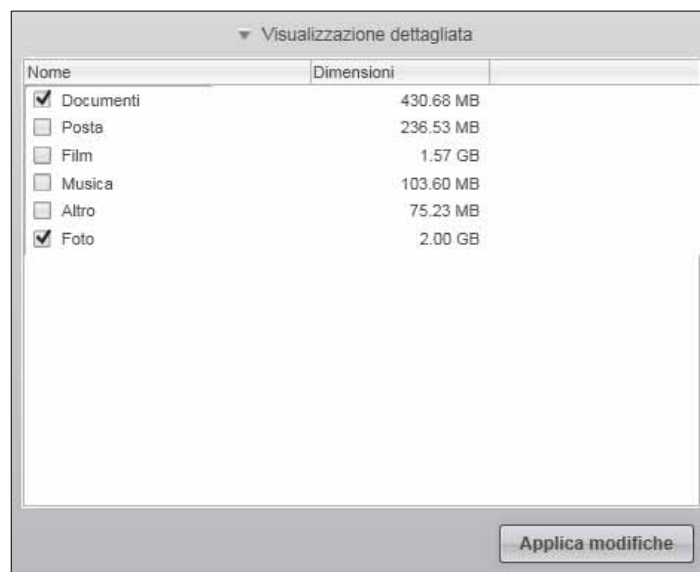 Visualizzazione dettagliata
Nome Dimensioni
Documenti 430.68 MB
Posta 236.53 MB
Film 1.57 GB
Musica 103.60 MB
Altro 75.23 MB
Foto 2.00 GB
Applica modifiche